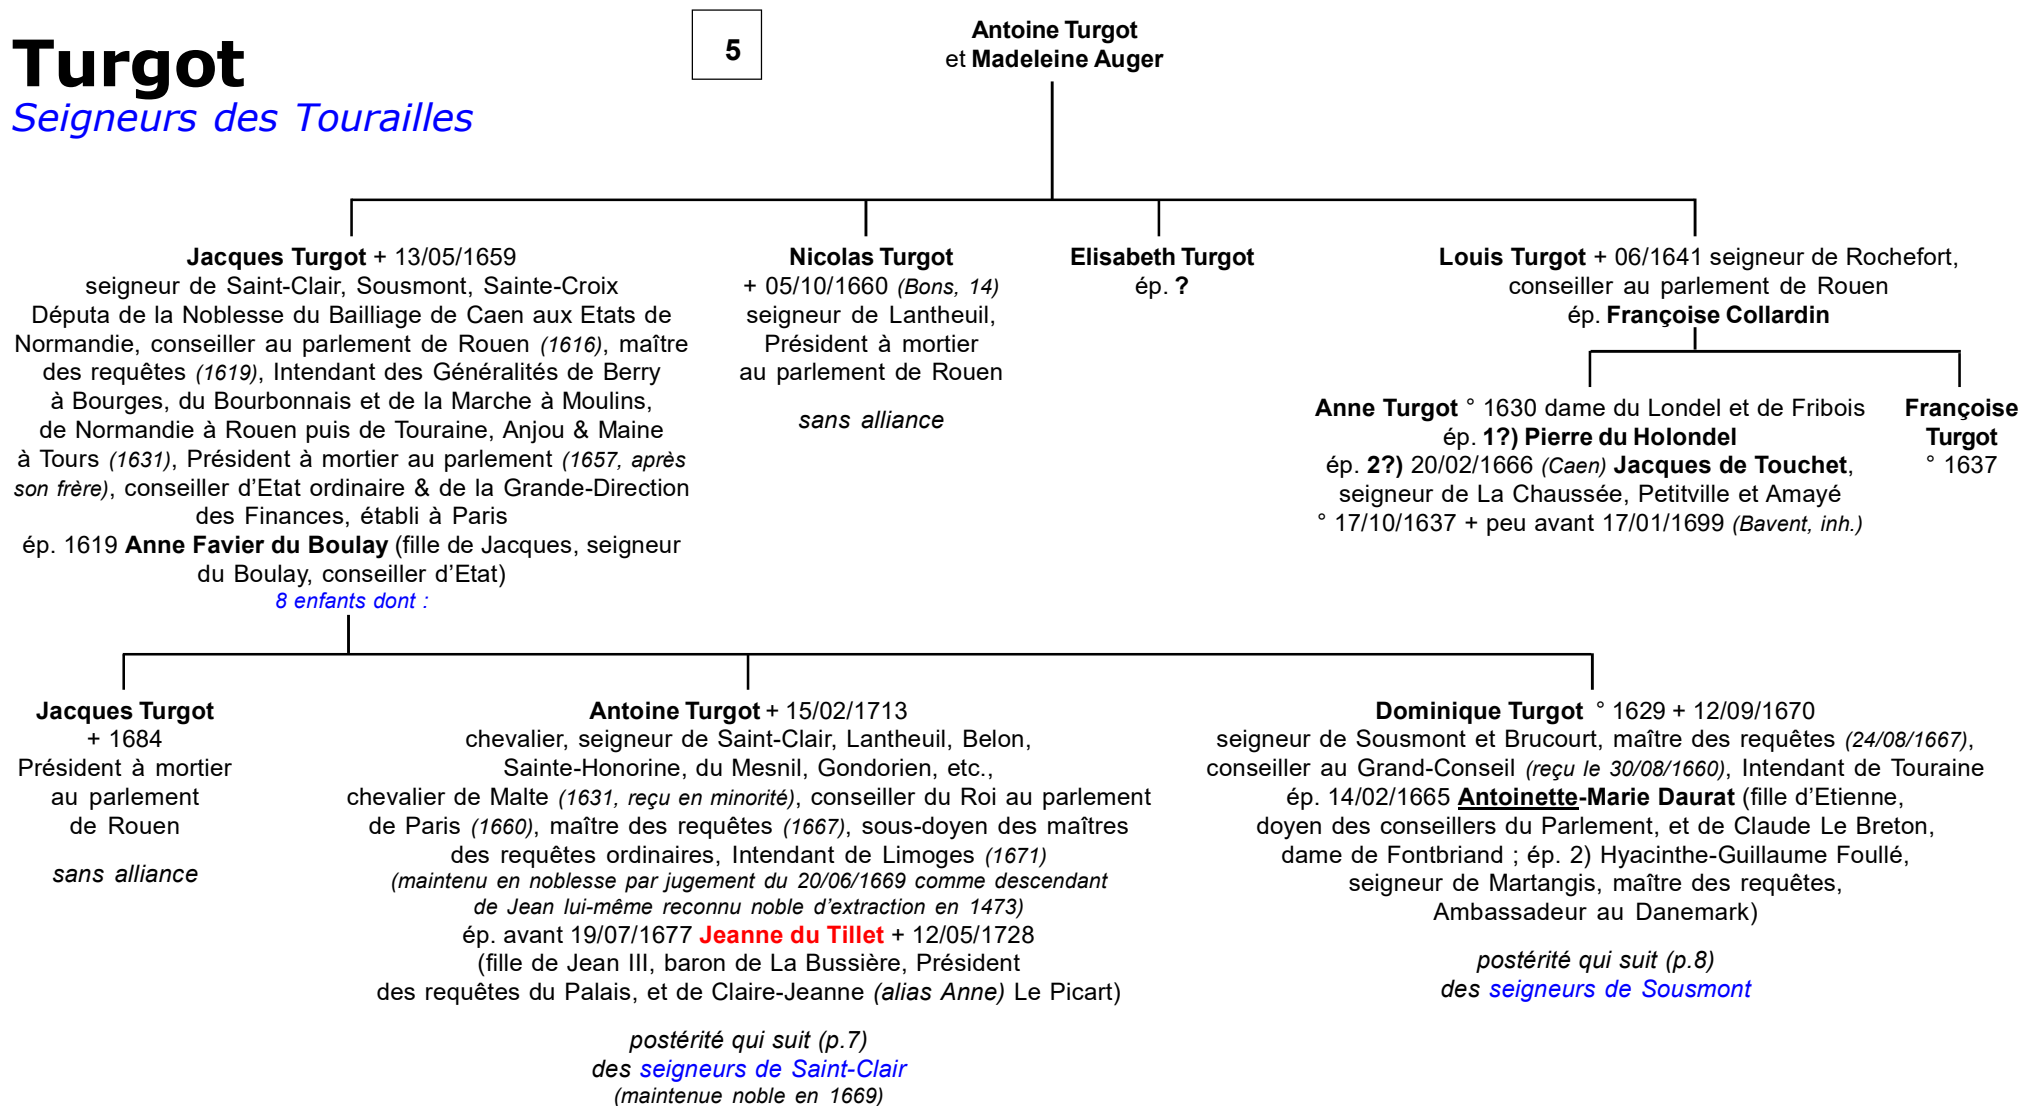 Turgot
Seigneurs des Tourailles
5
Antoine Turgot
et Madeleine Auger
Jacques Turgot + 13/05/1659
seigneur de Saint-Clair, Sousmont, Sainte-Croix
Députa de la Noblesse du Bailliage de Caen aux Etats de
Normandie, conseiller au parlement de Rouen (1616), maître
des requêtes (1619), Intendant des Généralités de Berry
à Bourges, du Bourbonnais et de la Marche à Moulins,
de Normandie à Rouen puis de Touraine, Anjou & Maine
à Tours (1631), Président à mortier au parlement (1657, après
son frère), conseiller d'Etat ordinaire & de la Grande-Direction
des Finances, établi à Paris
ép. 1619 Anne Favier du Boulay (fille de Jacques, seigneur
du Boulay, conseiller d'Etat)
8 enfants dont :
Nicolas Turgot
+ 05/10/1660 (Bons, 14)
seigneur de Lantheuil,
Président à mortier
au parlement de Rouen
sans alliance
Elisabeth Turgot
ép. ?
Louis Turgot + 06/1641 seigneur de Rochefort,
conseiller au parlement de Rouen
ép. Françoise Collardin
Anne Turgot ° 1630 dame du Londel et de Fribois
ép. 1?) Pierre du Holondel
ép. 2?) 20/02/1666 (Caen) Jacques de Touchet,
seigneur de La Chaussée, Petitville et Amayé
° 17/10/1637 + peu avant 17/01/1699 (Bavent, inh.)
Françoise
Turgot
° 1637
Jacques Turgot
+ 1684
Président à mortier
au parlement
de Rouen
sans alliance
Antoine Turgot + 15/02/1713
chevalier, seigneur de Saint-Clair, Lantheuil, Belon,
Sainte-Honorine, du Mesnil, Gondorien, etc.,
chevalier de Malte (1631, reçu en minorité), conseiller du Roi au parlement
de Paris (1660), maître des requêtes (1667), sous-doyen des maîtres
des requêtes ordinaires, Intendant de Limoges (1671)
(maintenu en noblesse par jugement du 20/06/1669 comme descendant
de Jean lui-même reconnu noble d'extraction en 1473)
ép. avant 19/07/1677 Jeanne du Tillet + 12/05/1728
(fille de Jean III, baron de La Bussière, Président
des requêtes du Palais, et de Claire-Jeanne (alias Anne) Le Picart)
postérité qui suit (p.7)
des seigneurs de Saint-Clair
(maintenue noble en 1669)
Dominique Turgot ° 1629 + 12/09/1670
seigneur de Sousmont et Brucourt, maître des requêtes (24/08/1667),
conseiller au Grand-Conseil (reçu le 30/08/1660), Intendant de Touraine
ép. 14/02/1665 Antoinette-Marie Daurat (fille d'Etienne,
doyen des conseillers du Parlement, et de Claude Le Breton,
dame de Fontbriand ; ép. 2) Hyacinthe-Guillaume Foullé,
seigneur de Martangis, maître des requêtes,
Ambassadeur au Danemark)
postérité qui suit (p.8)
des seigneurs de Sousmont